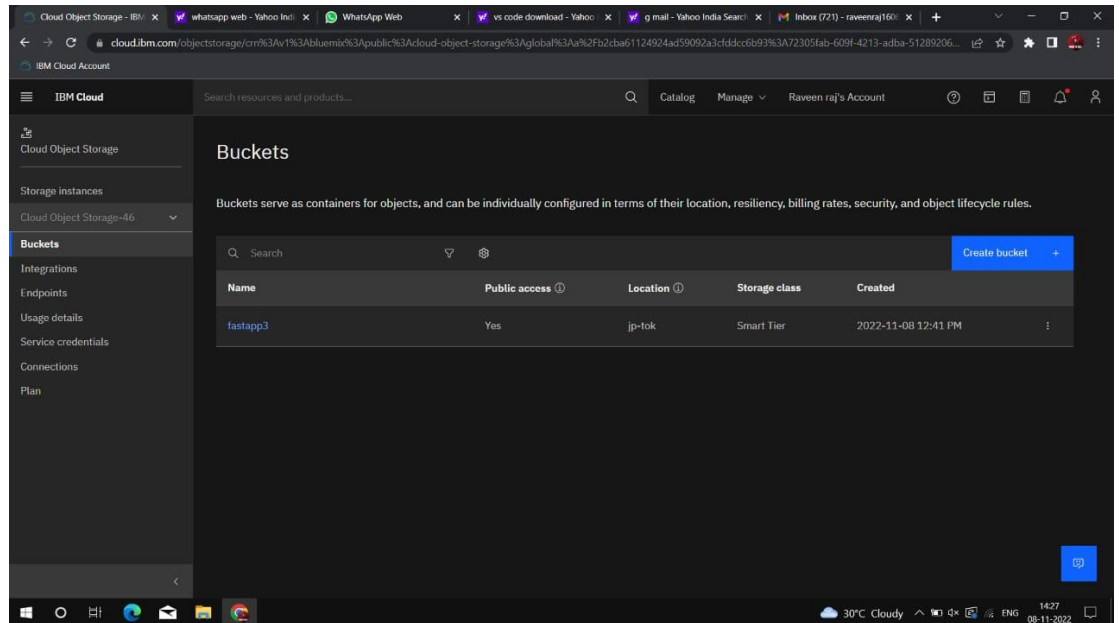 Cloud Object Storage - IBM
whatsapp web - Yahoo Indi
WhatsApp Web
vs code download - Yahoo
g mail - Yahoo India Search
Inbox (721) - raveenraj160
cloud.ibm.com/objectstorage/crn%3Av1%3Abluemix%3Apublic%3Acloud-object-storage%3Aglobal%3Aa%2Fb2cba61124924ad59092a3cfddcc6b93%3A72305fab-609f-4213-adba-51289206...
IBM Cloud Account
IBM Cloud
Search resources and products...
Catalog
Manage
Raveen raj's Account
Cloud Object Storage
Storage instances
Cloud Object Storage-46
Buckets
Integrations
Endpoints
Usage details
Service credentials
Connections
Plan
Buckets
Buckets serve as containers for objects, and can be individually configured in terms of their location, resiliency, billing rates, security, and object lifecycle rules.
Search
Create bucket +
Name Public access Location Storage class Created
fastapp3 Yes jp-tok Smart Tier 2022-11-08 12:41 PM
30°C Cloudy
ENG
14:27
08-11-2022